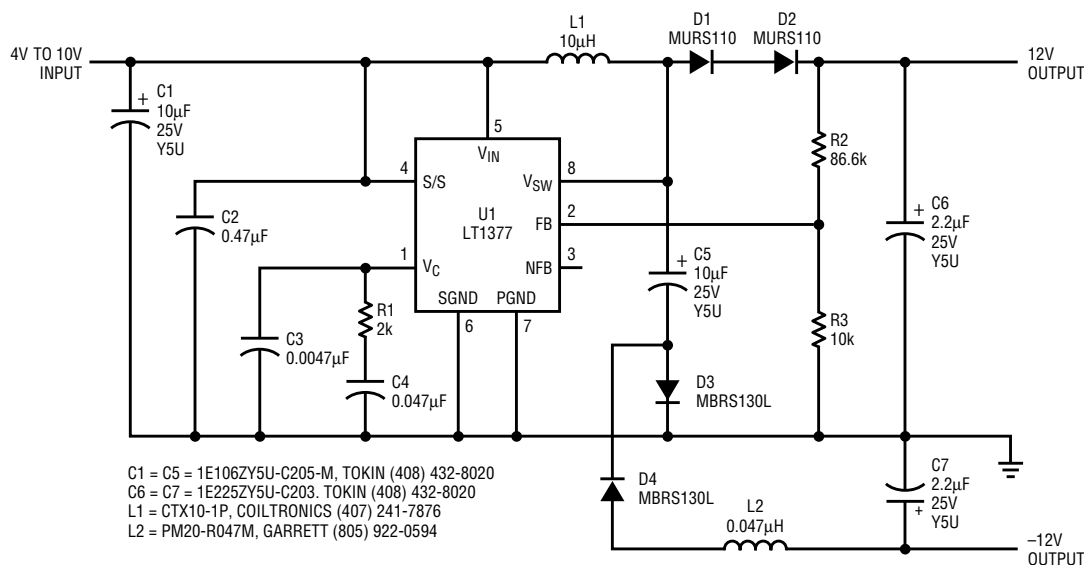 4V TO 10V
INPUT
C1
+
10µF
25V
Y5U
C2
0.47µF
C3
0.0047µF
R1
2k
C4
0.047µF
L1
10µH
5
VIN
4
S/S
1
VC
U1
LT1377
VSW
8
FB
2
NFB
3
SGND
6
PGND
7
D1
MURS110
D2
MURS110
12V
OUTPUT
R2
86.6k
R3
10k
+
C5
10µF
25V
Y5U
C6
+
2.2µF
25V
Y5U
D3
MBRS130L
D4
MBRS130L
L2
0.047µH
C7
2.2µF
25V
+
Y5U
–12V
OUTPUT
C1 = C5 = 1E106ZY5U-C205-M, TOKIN (408) 432-8020
C6 = C7 = 1E225ZY5U-C203. TOKIN (408) 432-8020
L1 = CTX10-1P, COILTRONICS (407) 241-7876
L2 = PM20-R047M, GARRETT (805) 922-0594